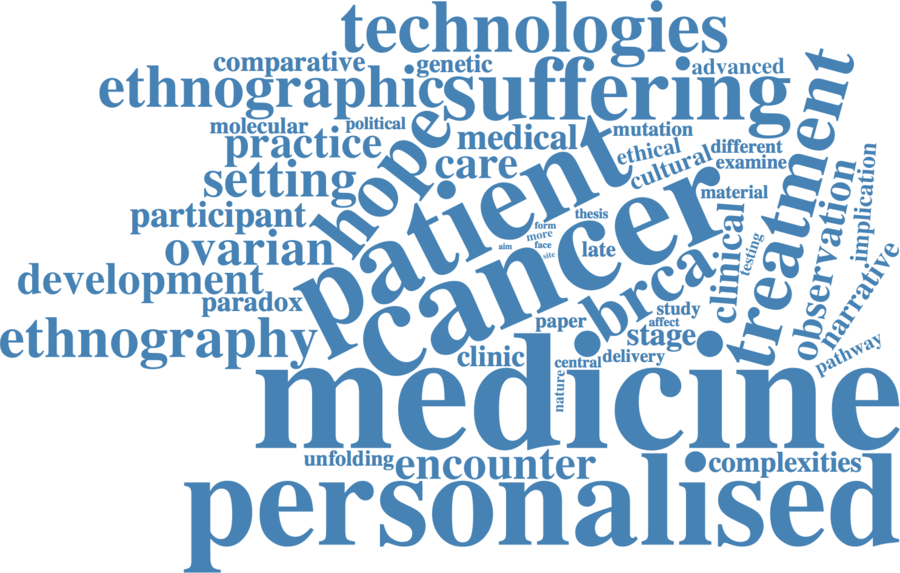 technologies
comparative
genetic
advanced
ethnographic
suffering
treatment
molecular
political
hope
medical
mutation
practice
ethical
different
cultural
examine
implication
setting
care
patient
material
observation
participant
cancer
clinical
thesis
form
more
face
aim
site
late
testing
ovarian
narrative
development
paradox
brca
study
affect
paper
stage
ethnography
clinic
central
delivery
pathway
nature
medicine
unfolding
encounter
complexities
personalised